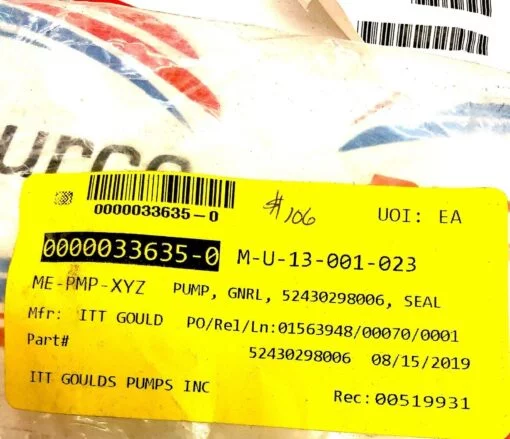 urce
0000033635-0
#106
UOI: EA
0000033635-0 M-U-13-001-023
ME-PMP-XYZ PUMP, GNRL, 52430298006, SEAL
Mfr: ITT GOULD PO/Rel/Ln:01563948/00070/0001
Part# 52430298006 08/15/2019
ITT GOULDS PUMPS INC Rec: 00519931